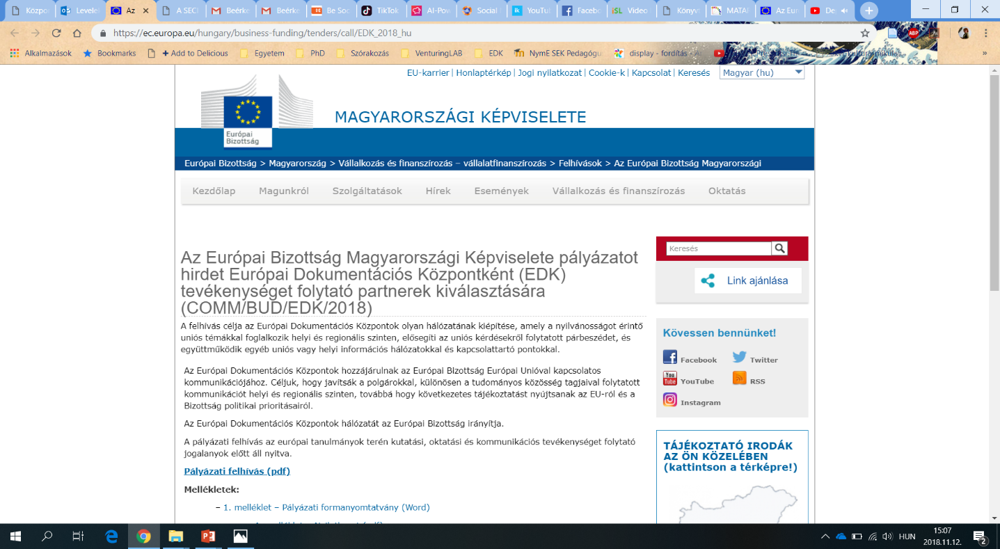 Közpor
Levelei
Az
A SECI
Beérke
Beérke
Be Soc
TikTok
AI-Pow
Social
YouTub
Facebo
Video
Könyvt
MATAR
Az Eur
https://ec.europa.eu/hungary/business-funding/tenders/call/EDK_2018_hu
Alkalmazások Bookmarks + Add to Delicious Egyetem PhD Szórakozás VenturingLAB EDK NymE SEK Pedagógu display - fordítás -
EU-karrier | Honlaptérkép | Jogi nyilatkozat | Cookie-k | Kapcsolat | Keresés Magyar (hu)
MAGYARORSZÁGI KÉPVISELETE
Európai
Bizottság
Európai Bizottság > Magyarország > Vállalkozás és finanszírozás – vállalatfinanszírozás > Felhívások > Az Európai Bizottság Magyarországi
Kezdőlap Magunkról Szolgáltatások Hírek Események Vállalkozás és finanszírozás Oktatás
Az Európai Bizottság Magyarországi Képviselete pályázatot
hirdet Európai Dokumentációs Központként (EDK)
tevékenységet folytató partnerek kiválasztására
(COMM/BUD/EDK/2018)
A felhívás célja az Európai Dokumentációs Központok olyan hálózatának kiépítése, amely a nyilvánosságot érintő
uniós témákkal foglalkozik helyi és regionális szinten, elősegíti az uniós kérdésekről folytatott párbeszédet, és
együttműködik egyéb uniós vagy helyi információs hálózatokkal és kapcsolattartó pontokkal.
Az Európai Dokumentációs Központok hozzájárulnak az Európai Bizottság Európai Unióval kapcsolatos
kommunikációjához. Céljuk, hogy javítsák a polgárokkal, különösen a tudományos közösség tagjaival folytatott
kommunikációt helyi és regionális szinten, továbbá hogy következetes tájékoztatást nyújtsanak az EU-ról és a
Bizottság politikai prioritásairól.
Az Európai Dokumentációs Központok hálózatát az Európai Bizottság irányítja.
A pályázati felhívás az európai tanulmányok terén kutatási, oktatási és kommunikációs tevékenységet folytató
jogalanyok előtt áll nyitva.
Pályázati felhívás (pdf)
Mellékletek:
– 1. melléklet – Pályázati formanyomtatvány (Word)
Keresés
Link ajánlása
Kövessen bennünket!
Facebook Twitter
YouTube RSS
Instagram
TÁJÉKOZTATÓ IRODÁK
AZ ÖN KÖZELÉBEN
(kattintson a térképre!)
HUN
15:07
2018.11.12.
2